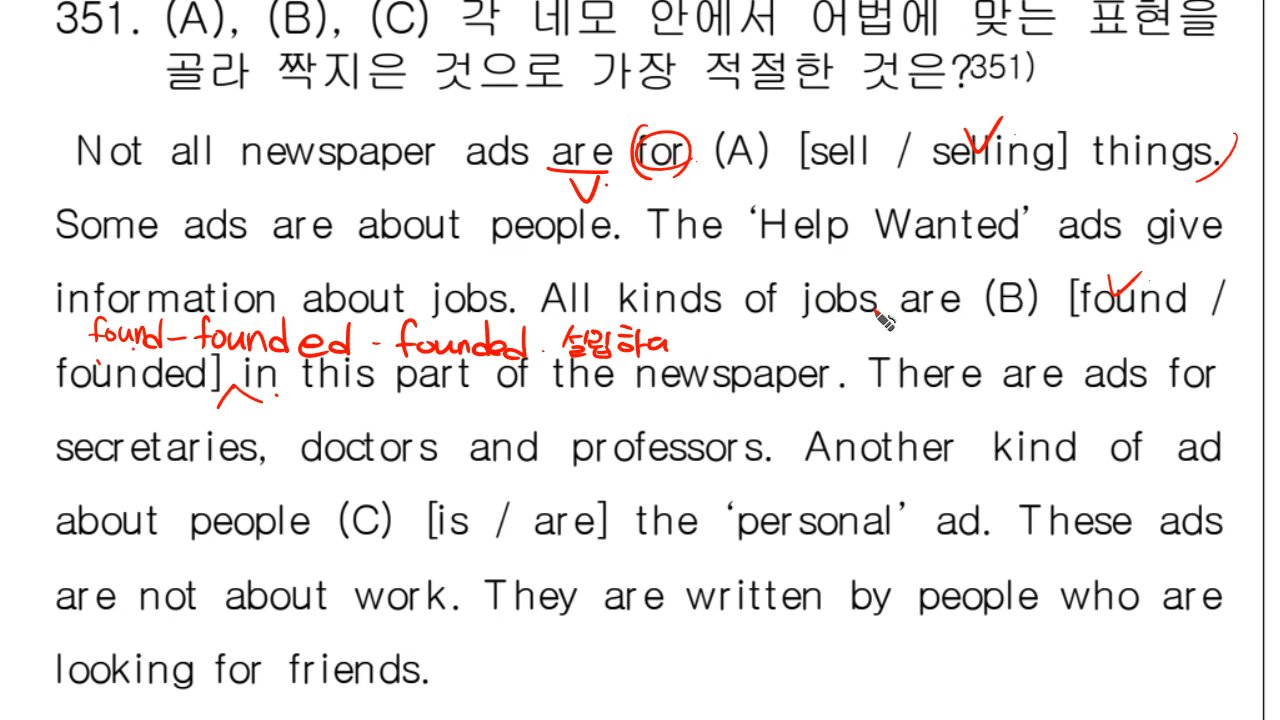 351. (A), (B), (C) 각 네모 안에서 어법에 맞는 표현을
골라 짝지은 것으로 가장 적절한 것은?351)
Not all newspaper ads are for (A) [sell / selling] things.
Some ads are about people. The ‘Help Wanted’ ads give
information about jobs. All kinds of jobs are (B) [found /
found - founded - founded. 설립하다
founded] in this part of the newspaper. There are ads for
secretaries, doctors and professors. Another kind of ad
about people (C) [is / are] the ‘personal’ ad. These ads
are not about work. They are written by people who are
looking for friends.